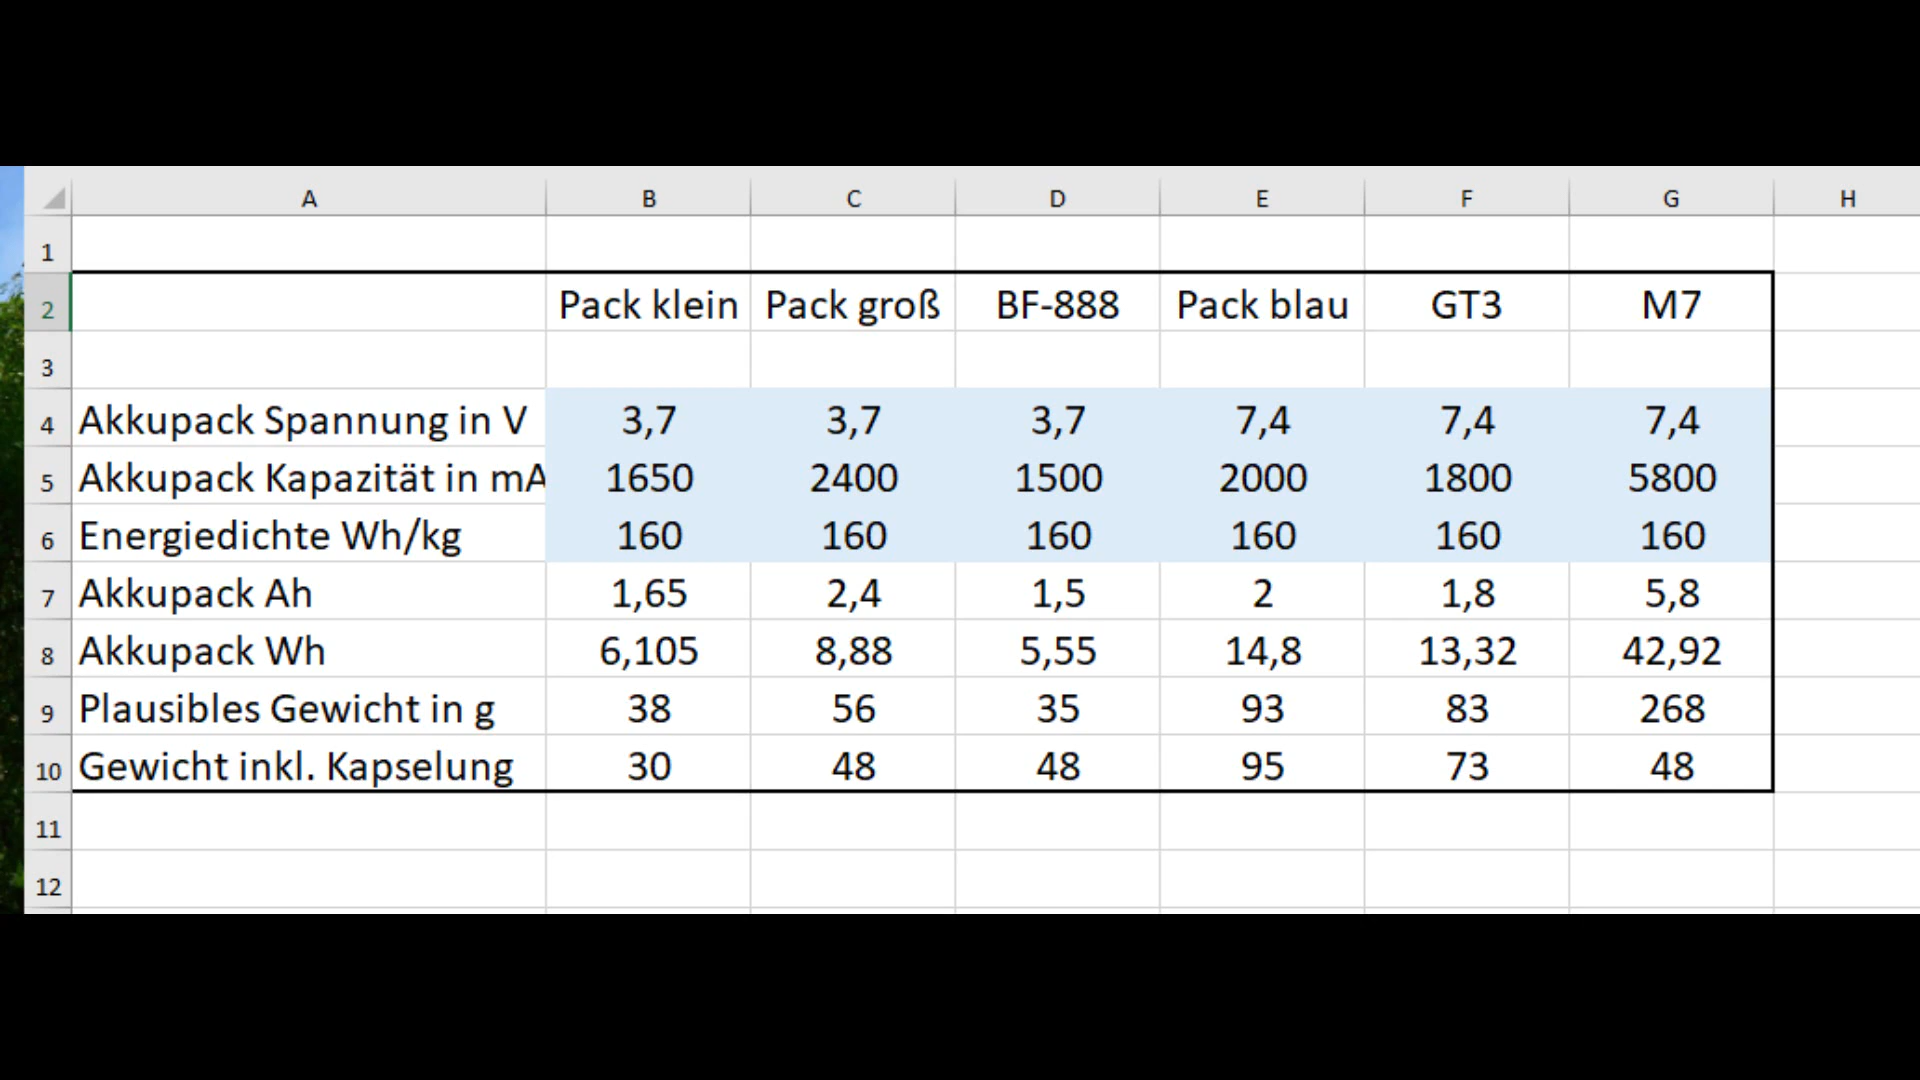 A B C D E F G H
1
2 Pack klein Pack groß BF-888 Pack blau GT3 M7
3
4 Akkupack Spannung in V 3,7 3,7 3,7 7,4 7,4 7,4
5 Akkupack Kapazität in mA 1650 2400 1500 2000 1800 5800
6 Energiedichte Wh/kg 160 160 160 160 160 160
7 Akkupack Ah 1,65 2,4 1,5 2 1,8 5,8
8 Akkupack Wh 6,105 8,88 5,55 14,8 13,32 42,92
9 Plausibles Gewicht in g 38 56 35 93 83 268
10 Gewicht inkl. Kapselung 30 48 48 95 73 48
11
12